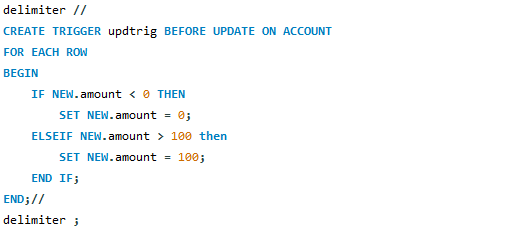 delimiter //
CREATE TRIGGER updtrig BEFORE UPDATE ON ACCOUNT
FOR EACH ROW
BEGIN
    IF NEW.amount < 0 THEN
        SET NEW.amount = 0;
    ELSEIF NEW.amount > 100 then
        SET NEW.amount = 100;
    END IF;
END;//
delimiter ;